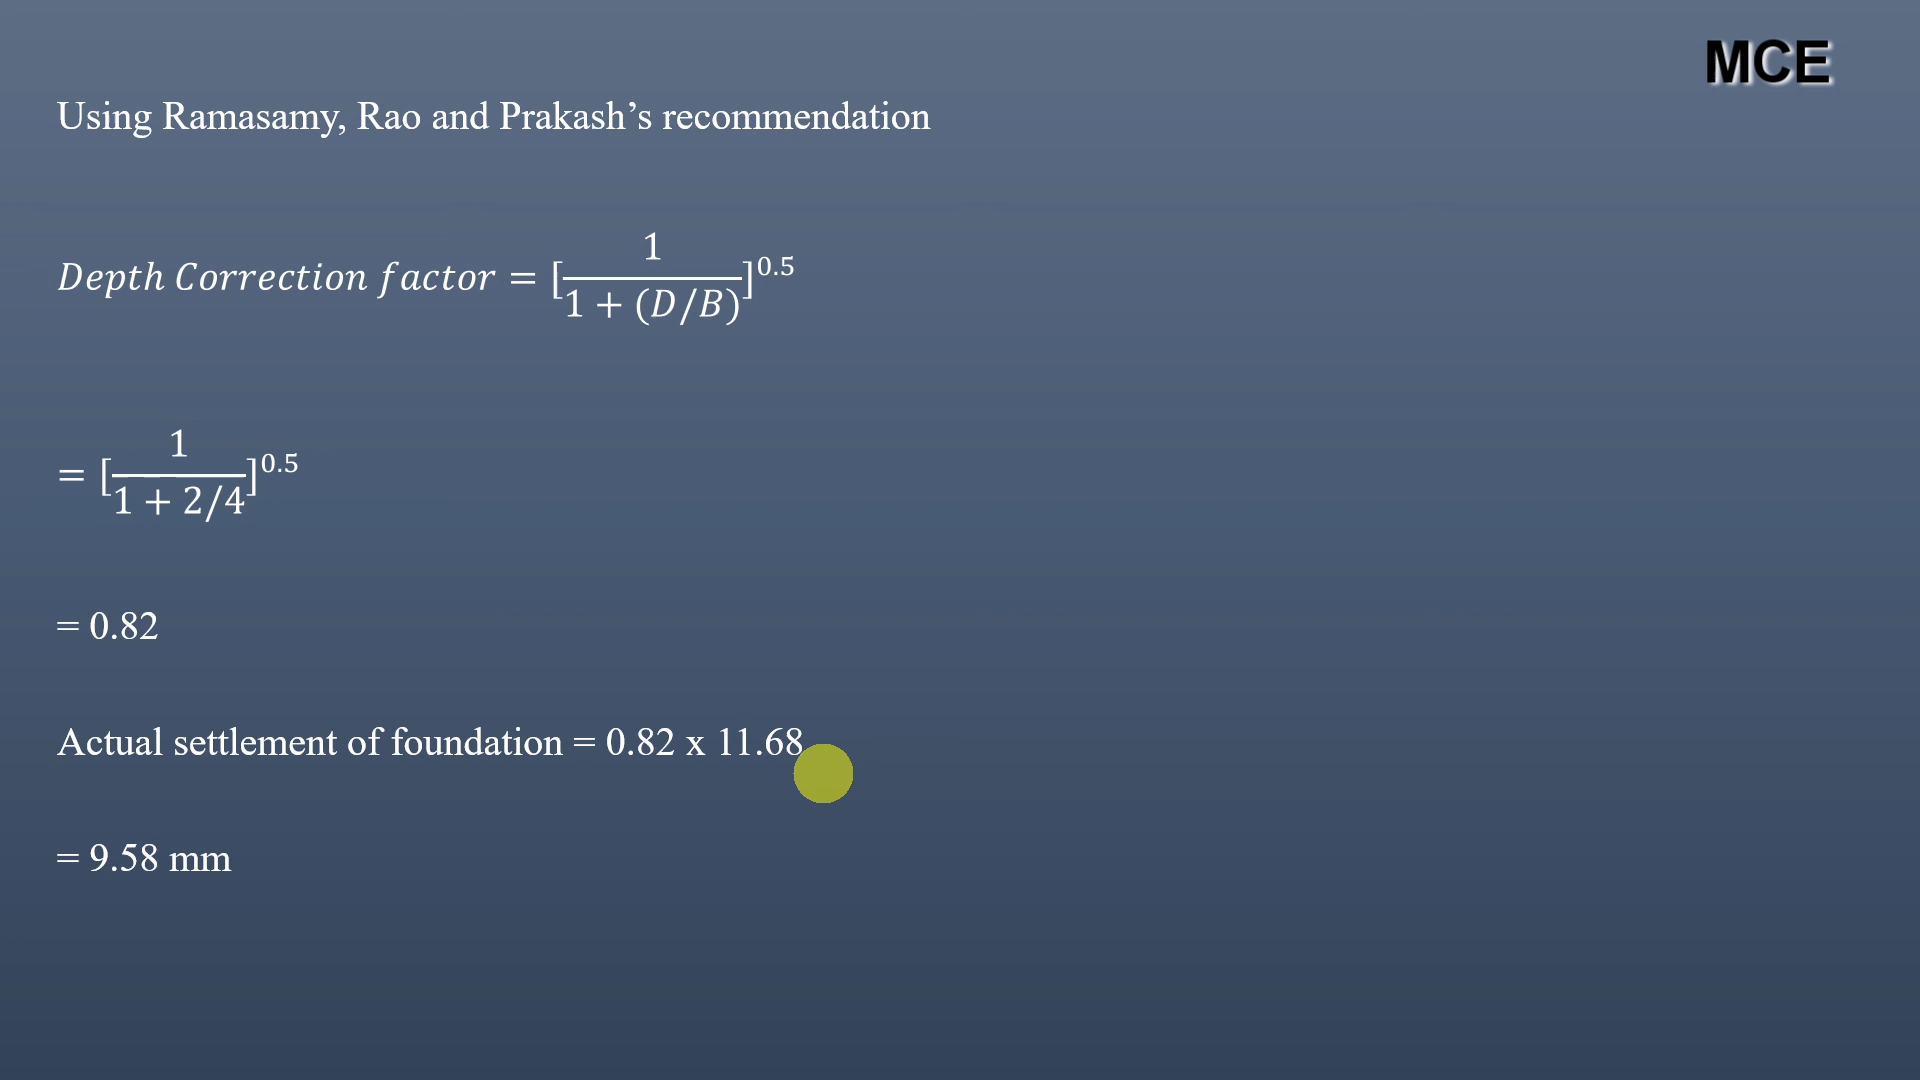 MCE
Using Ramasamy, Rao and Prakash’s recommendation
Depth Correction factor = [1/(1 + (D/B))]^0.5
= [1/(1 + 2/4)]^0.5
= 0.82
Actual settlement of foundation = 0.82 x 11.68
= 9.58 mm